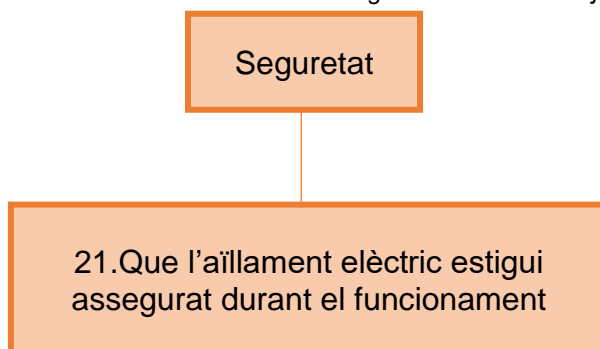 Seguretat
21.Que l’aïllament elèctric estigui
assegurat durant el funcionament